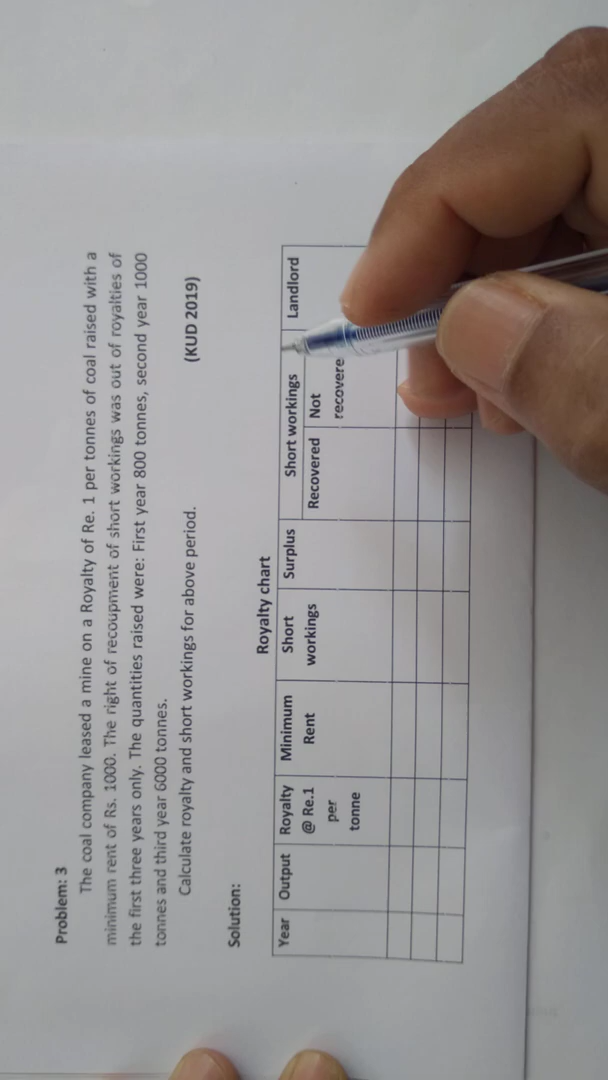 Problem: 3
The coal company leased a mine on a Royalty of Re. 1 per tonnes of coal raised with a
minimum rent of Rs. 1000. The right of recoupment of short workings was out of royalties of
the first three years only. The quantities raised were: First year 800 tonnes, second year 1000
tonnes and third year 6000 tonnes.
Calculate royalty and short workings for above period.
(KUD 2019)
Solution:
Royalty chart
Year Output Royalty @ Re.1 per tonne Minimum Rent Short workings Surplus Short workings Landlord
Recovered Not recovere